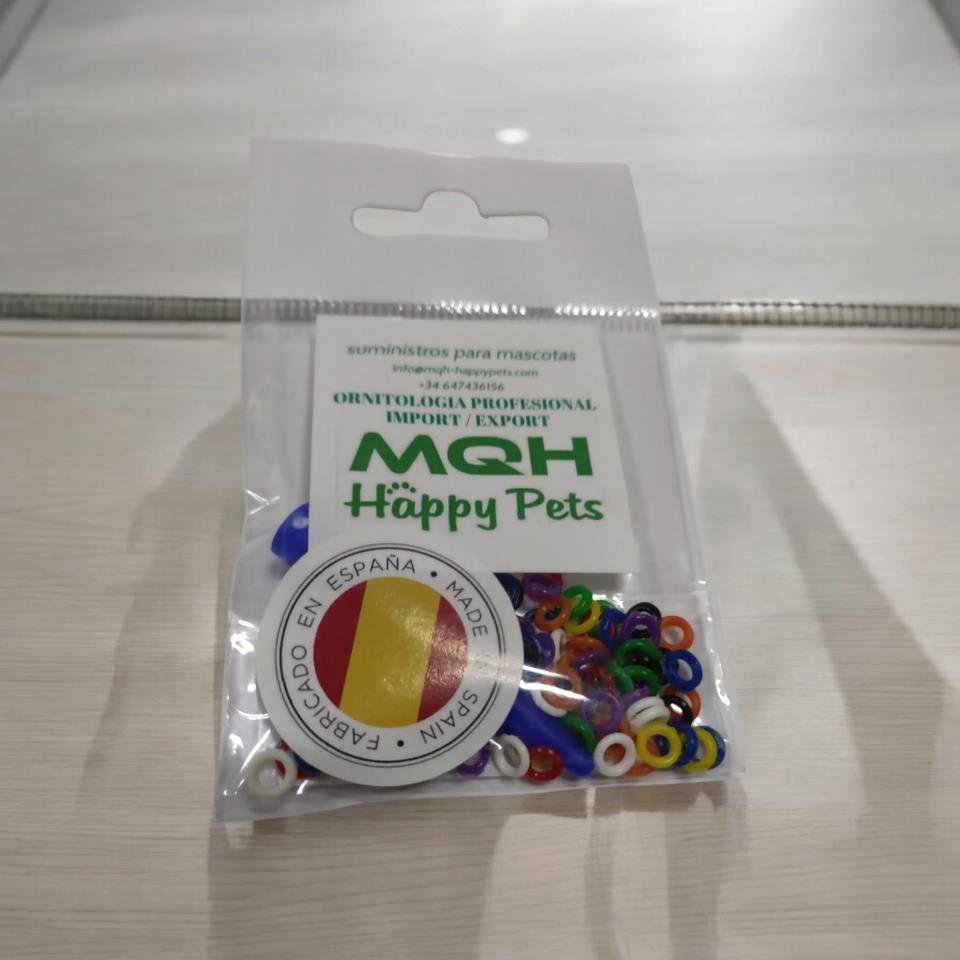 suministros para mascotas
info@mqh-happypets.com
+34 647436156
ORNITOLOGIA PROFESIONAL
IMPORT / EXPORT
MQH
Happy Pets
FABRICADO EN ESPAÑA • MADE SPAIN •